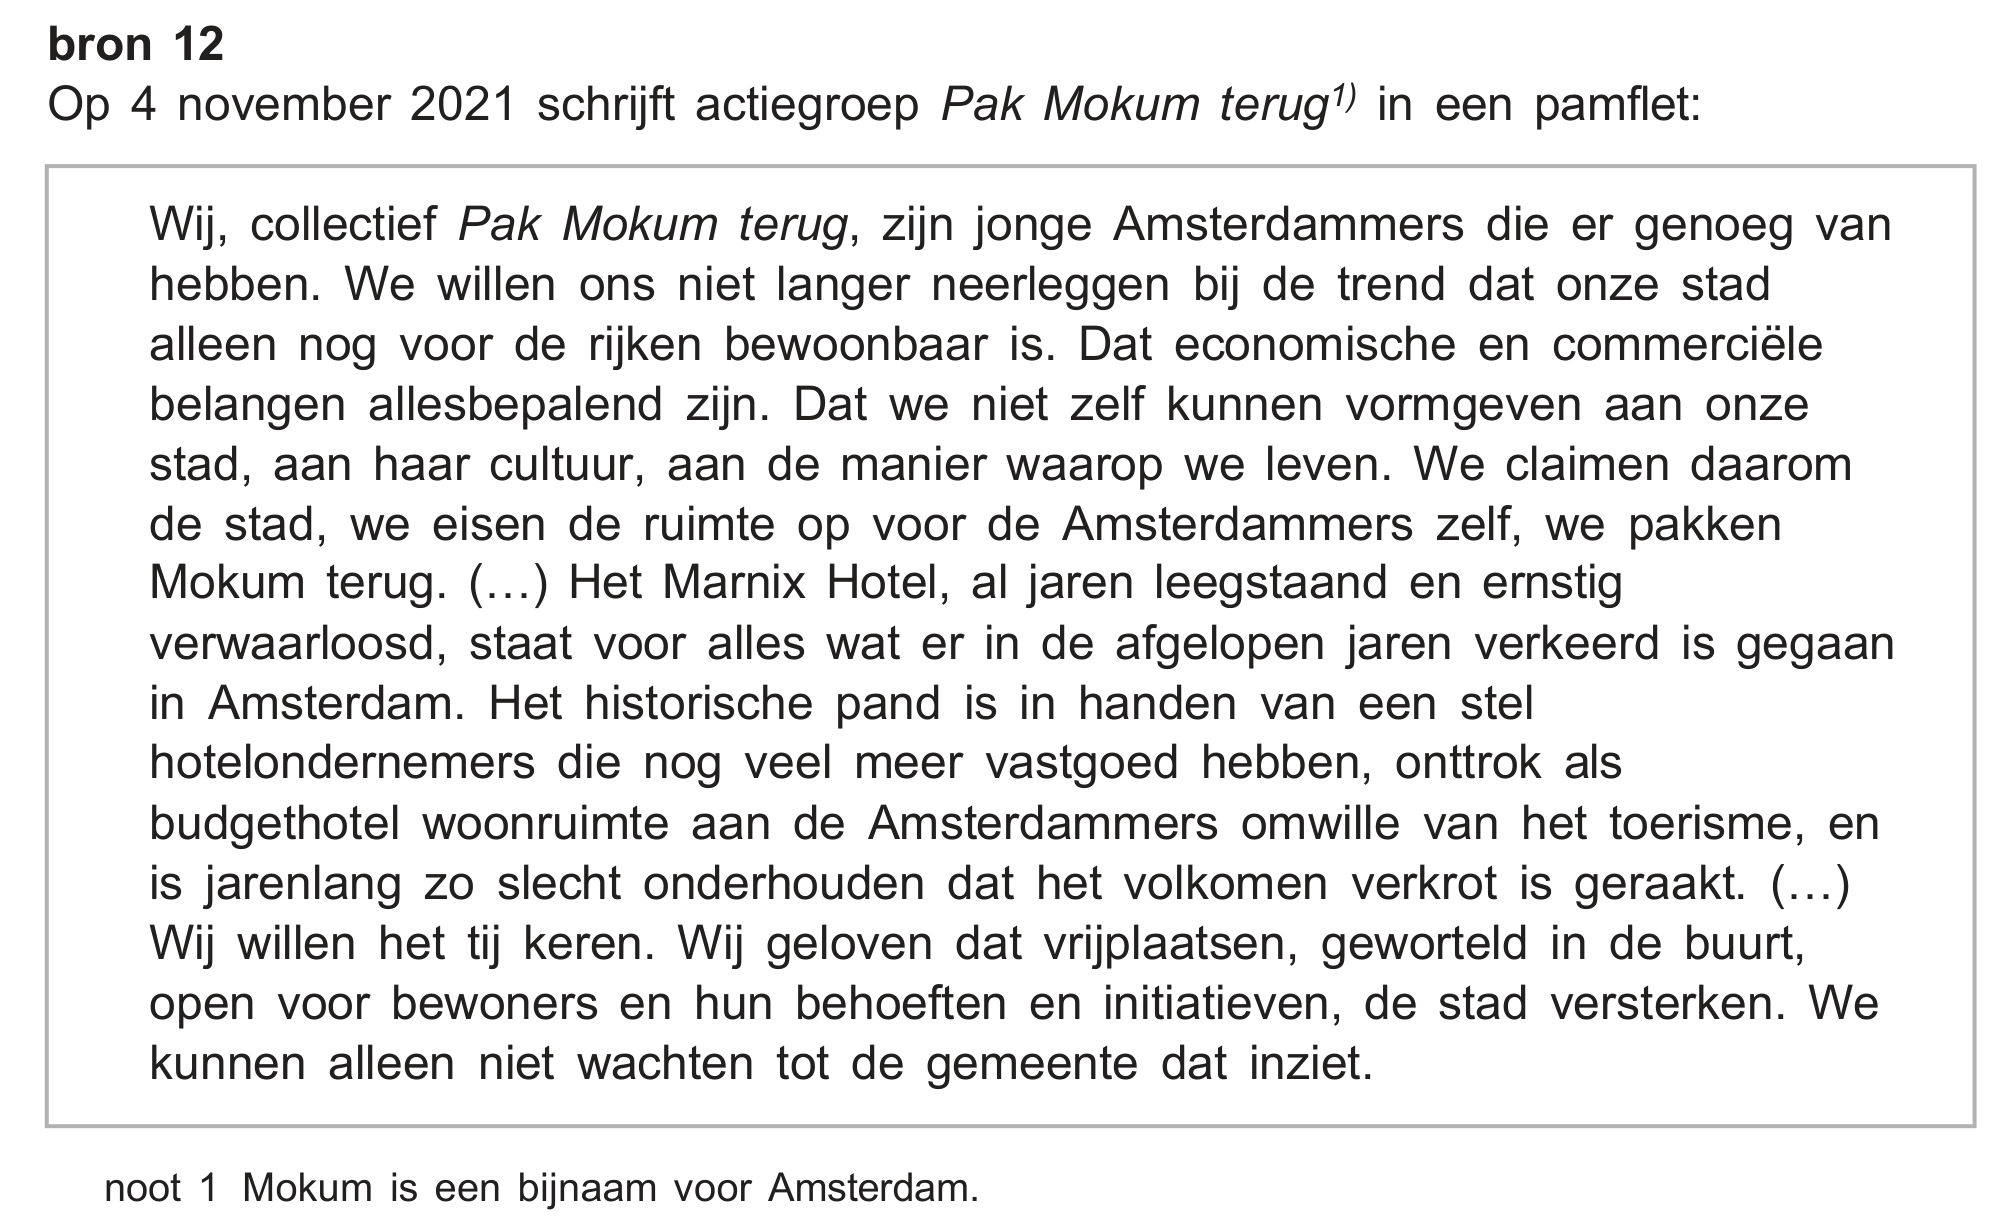 bron 12
Op 4 november 2021 schrijft actiegroep Pak Mokum terug1) in een pamflet:
Wij, collectief Pak Mokum terug, zijn jonge Amsterdammers die er genoeg van
hebben. We willen ons niet langer neerleggen bij de trend dat onze stad
alleen nog voor de rijken bewoonbaar is. Dat economische en commerciële
belangen allesbepalend zijn. Dat we niet zelf kunnen vormgeven aan onze
stad, aan haar cultuur, aan de manier waarop we leven. We claimen daarom
de stad, we eisen de ruimte op voor de Amsterdammers zelf, we pakken
Mokum terug. (…) Het Marnix Hotel, al jaren leegstaand en ernstig
verwaarloosd, staat voor alles wat er in de afgelopen jaren verkeerd is gegaan
in Amsterdam. Het historische pand is in handen van een stel
hotelondernemers die nog veel meer vastgoed hebben, onttrok als
budgethotel woonruimte aan de Amsterdammers omwille van het toerisme, en
is jarenlang zo slecht onderhouden dat het volkomen verkrot is geraakt. (…)
Wij willen het tij keren. Wij geloven dat vrijplaatsen, geworteld in de buurt,
open voor bewoners en hun behoeften en initiatieven, de stad versterken. We
kunnen alleen niet wachten tot de gemeente dat inziet.
noot 1 Mokum is een bijnaam voor Amsterdam.